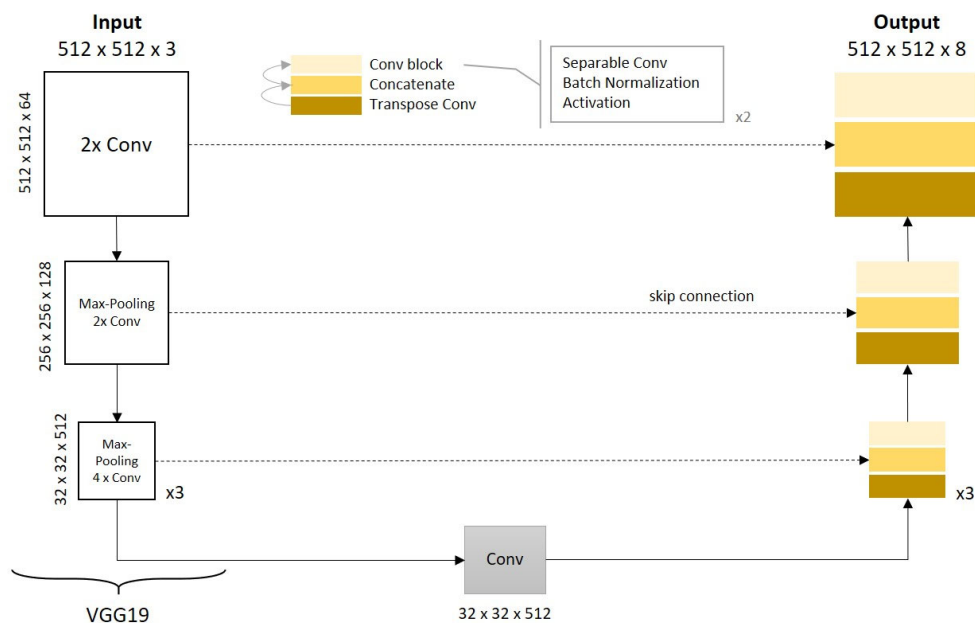 Input
512 x 512 x 3
Output
512 x 512 x 8
Conv block
Concatenate
Transpose Conv
Separable Conv
Batch Normalization
Activation
x2
512 x 512 x 64
2x Conv
256 x 256 x 128
Max-Pooling
2x Conv
skip connection
32 x 32 x 512
Max-
Pooling
4 x Conv
x3
x3
Conv
32 x 32 x 512
VGG19